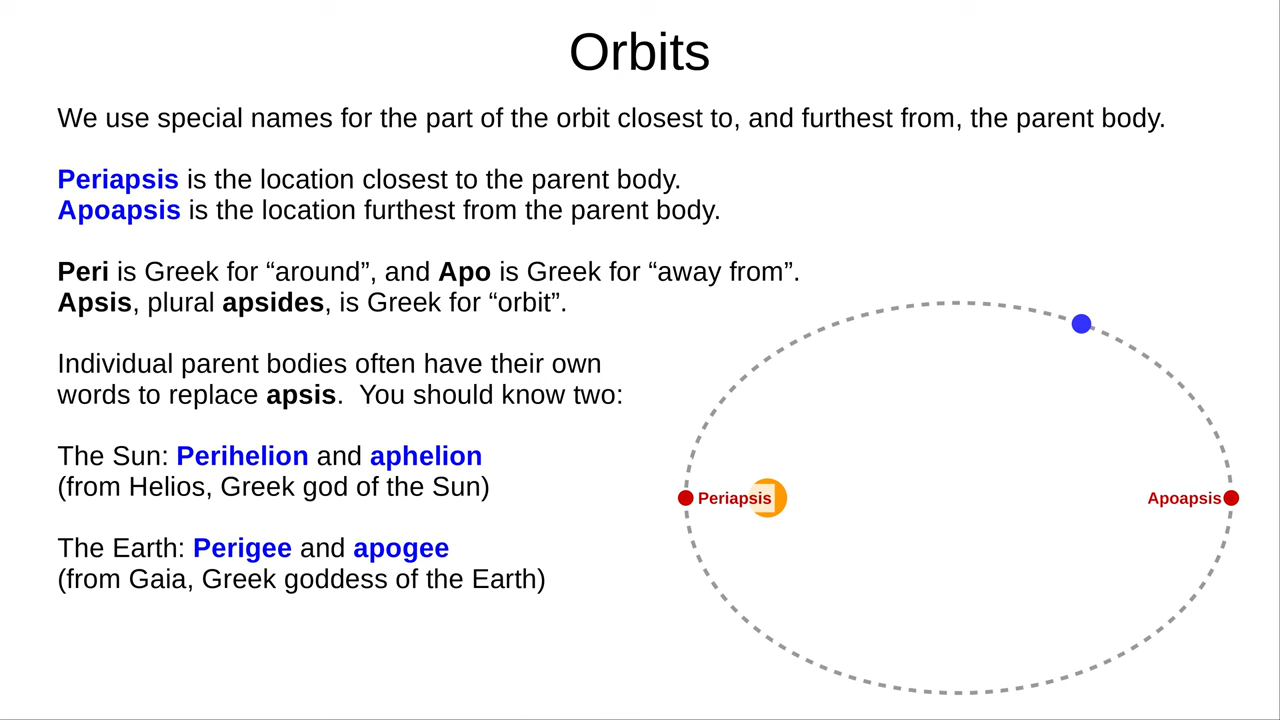 Orbits
We use special names for the part of the orbit closest to, and furthest from, the parent body.
Periapsis is the location closest to the parent body.
Apoapsis is the location furthest from the parent body.
Peri is Greek for “around”, and Apo is Greek for “away from”.
Apsis, plural apsides, is Greek for “orbit”.
Individual parent bodies often have their own
words to replace apsis.  You should know two:
The Sun: Perihelion and aphelion
(from Helios, Greek god of the Sun)
The Earth: Perigee and apogee
(from Gaia, Greek goddess of the Earth)
Periapsis
Apoapsis